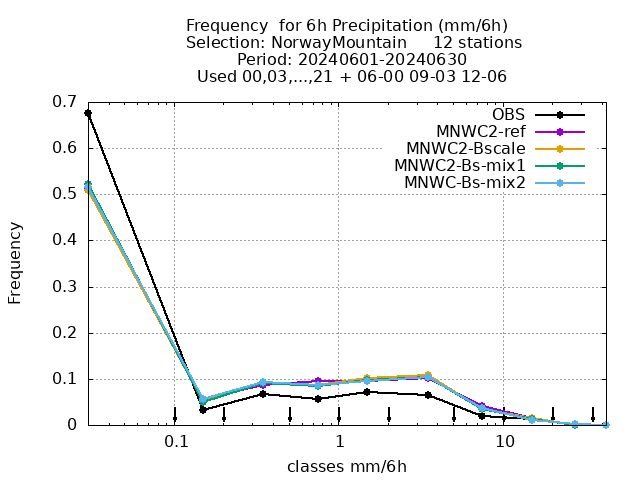 Frequency  for 6h Precipitation (mm/6h)
Selection: NorwayMountain     12 stations
Period: 20240601-20240630
Used 00,03,...,21 + 06-00 09-03 12-06
OBS
MNWC2-ref
MNWC2-Bscale
MNWC2-Bs-mix1
MNWC-Bs-mix2
0.7
0.6
0.5
0.4
0.3
0.2
0.1
0
Frequency
0.1 1 10
classes mm/6h